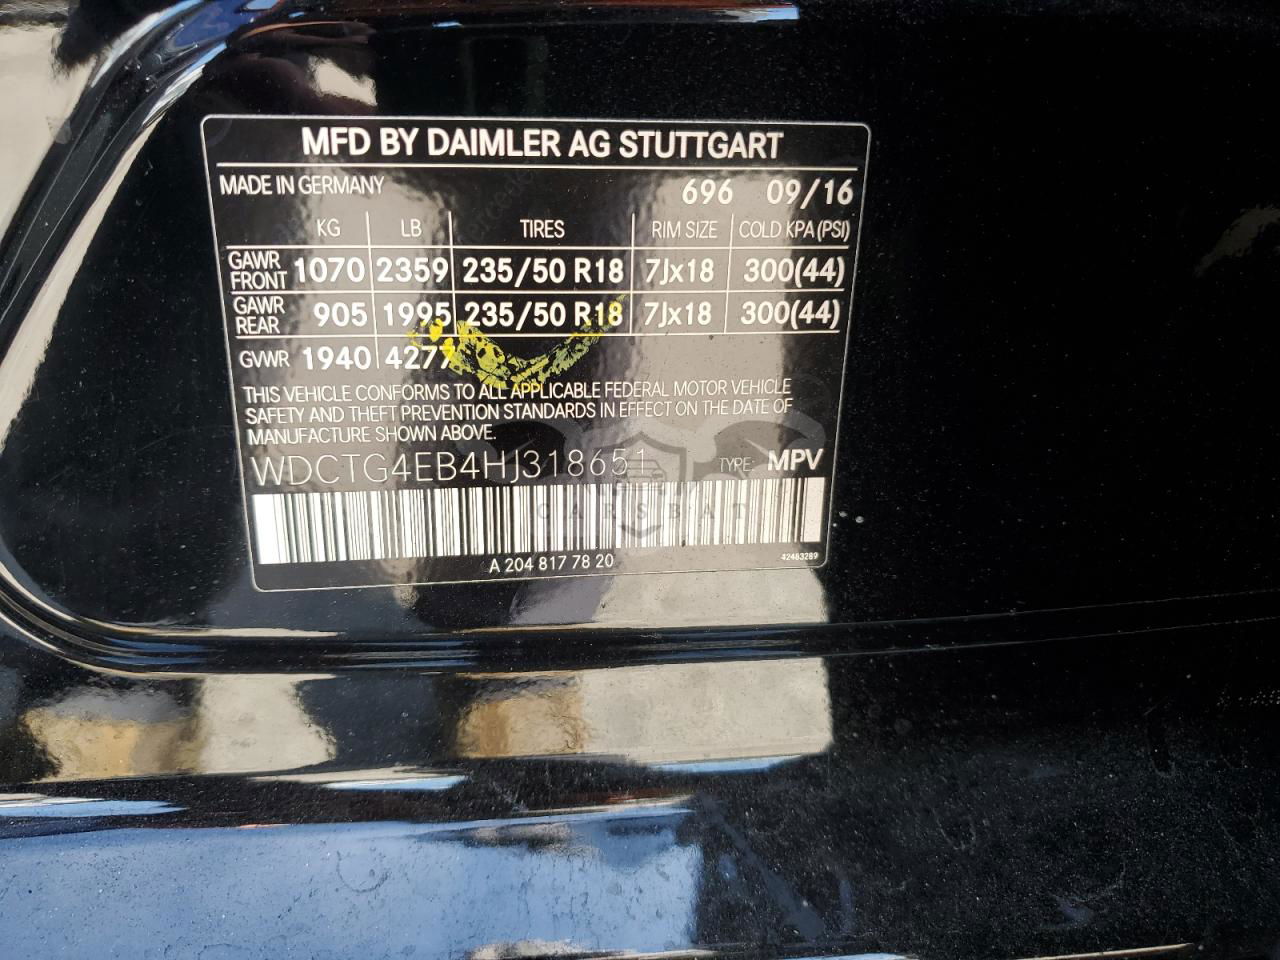 MFD BY DAIMLER AG STUTTGART
MADE IN GERMANY 696 09/16
KG LB TIRES RIM SIZE COLD KPA (PSI)
GAWR FRONT 1070 2359 235/50 R18 7Jx18 300(44)
GAWR REAR 905 1995 235/50 R18 7Jx18 300(44)
GVWR 1940 4277
THIS VEHICLE CONFORMS TO ALL APPLICABLE FEDERAL MOTOR VEHICLE
SAFETY AND THEFT PREVENTION STANDARDS IN EFFECT ON THE DATE OF
MANUFACTURE SHOWN ABOVE.
WDCTG4EB4HJ318651 TYPE: MPV
CARSBAT
A 204 817 78 20 42483289